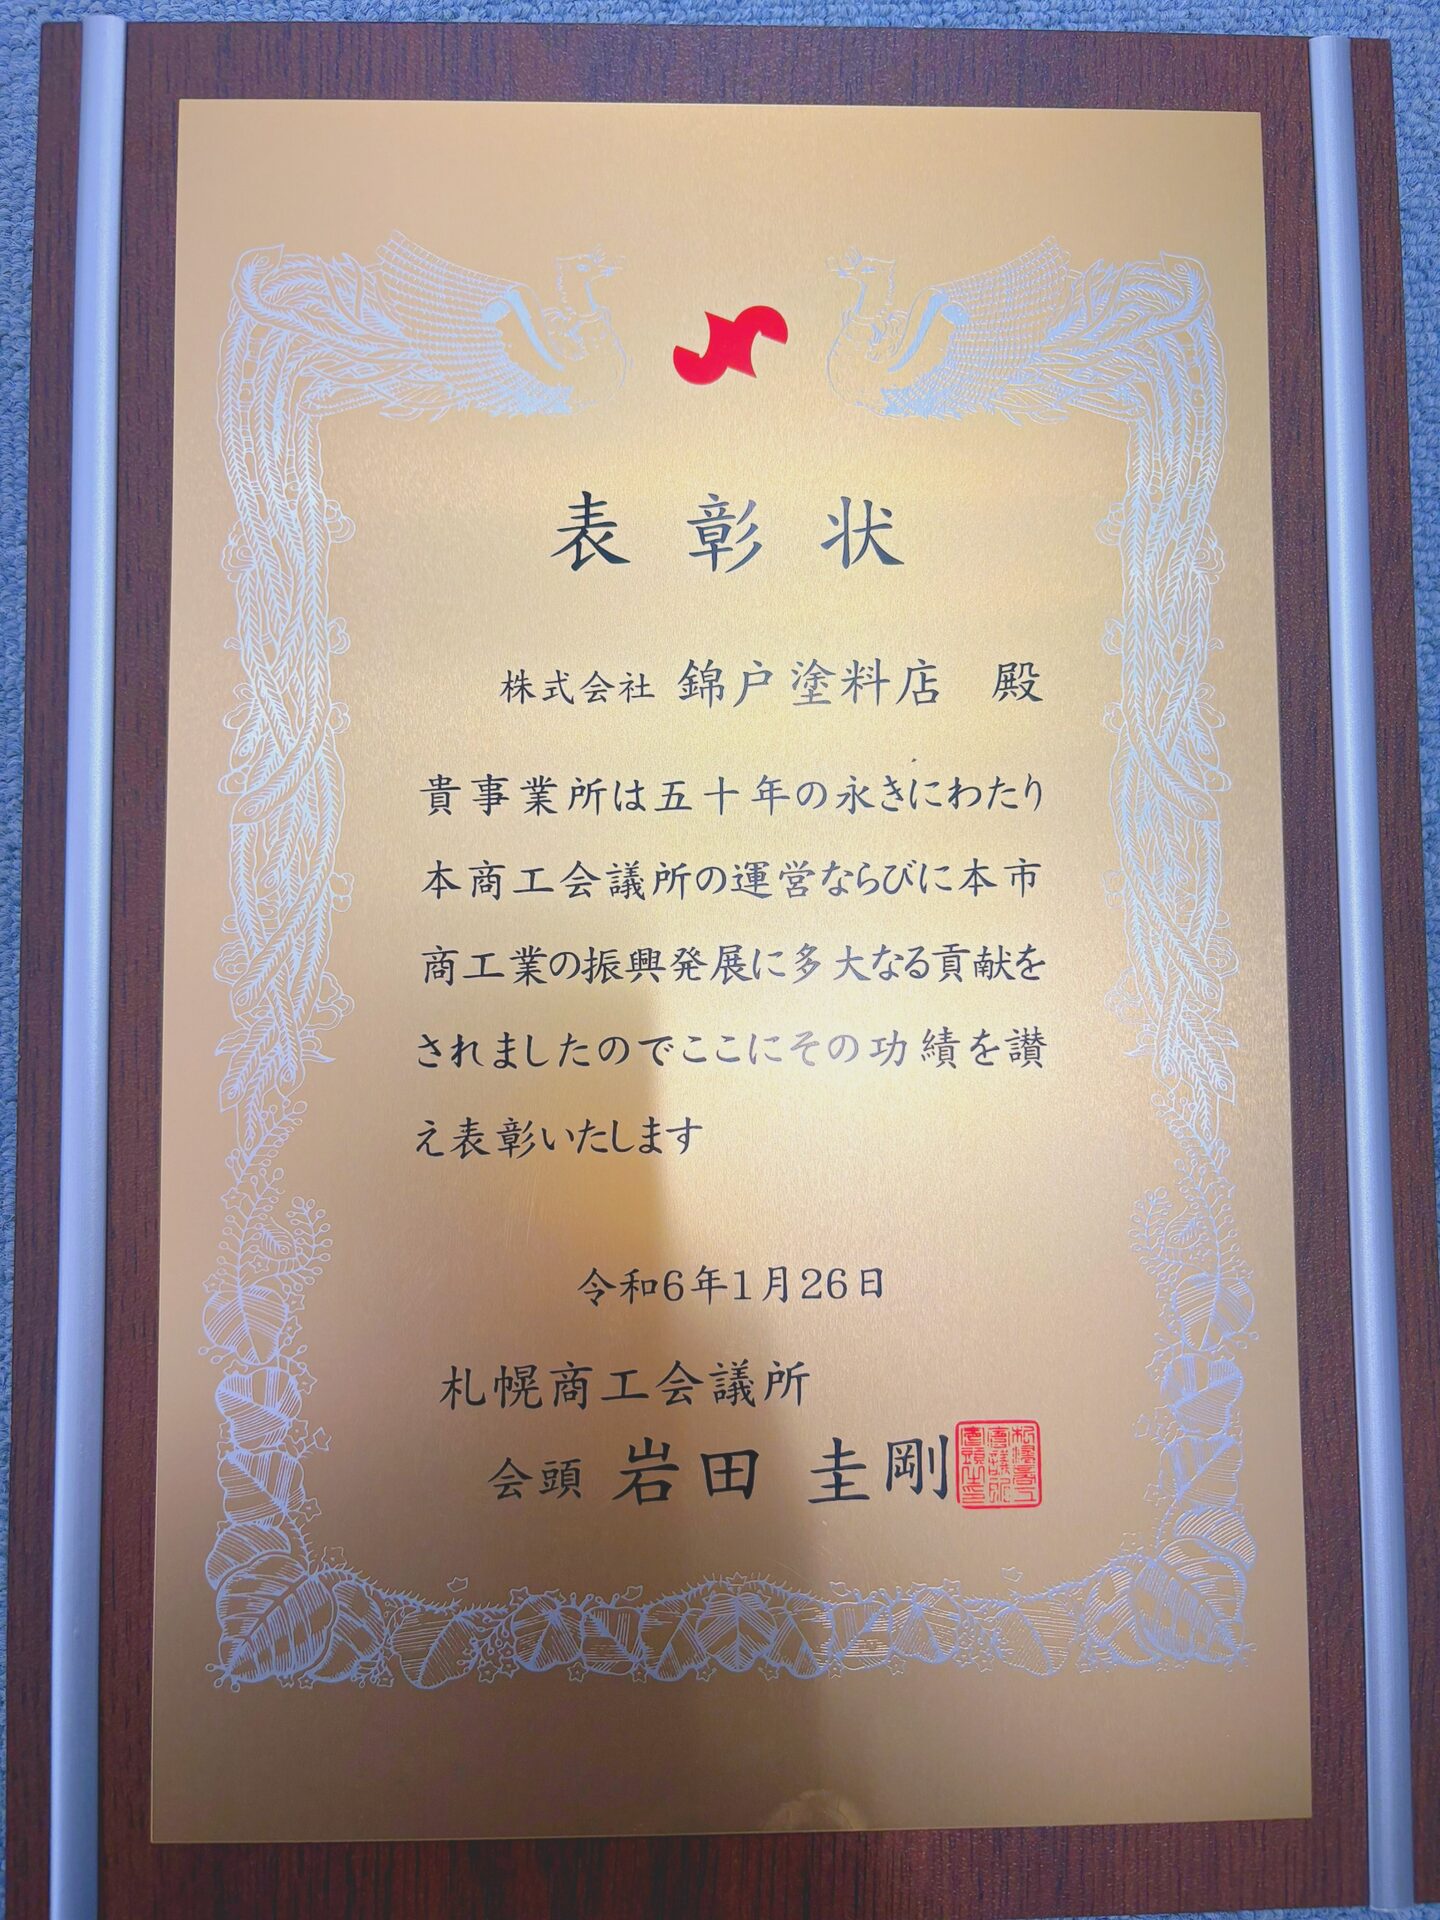 表彰状
株式会社 錦戸塗料店 殿
貴事業所は五十年の永きにわたり
本商工会議所の運営ならびに本市
商工業の振興発展に多大なる貢献を
されましたのでここにその功績を讃
え表彰いたします
令和6年1月26日
札幌商工会議所
会頭 岩田 圭剛